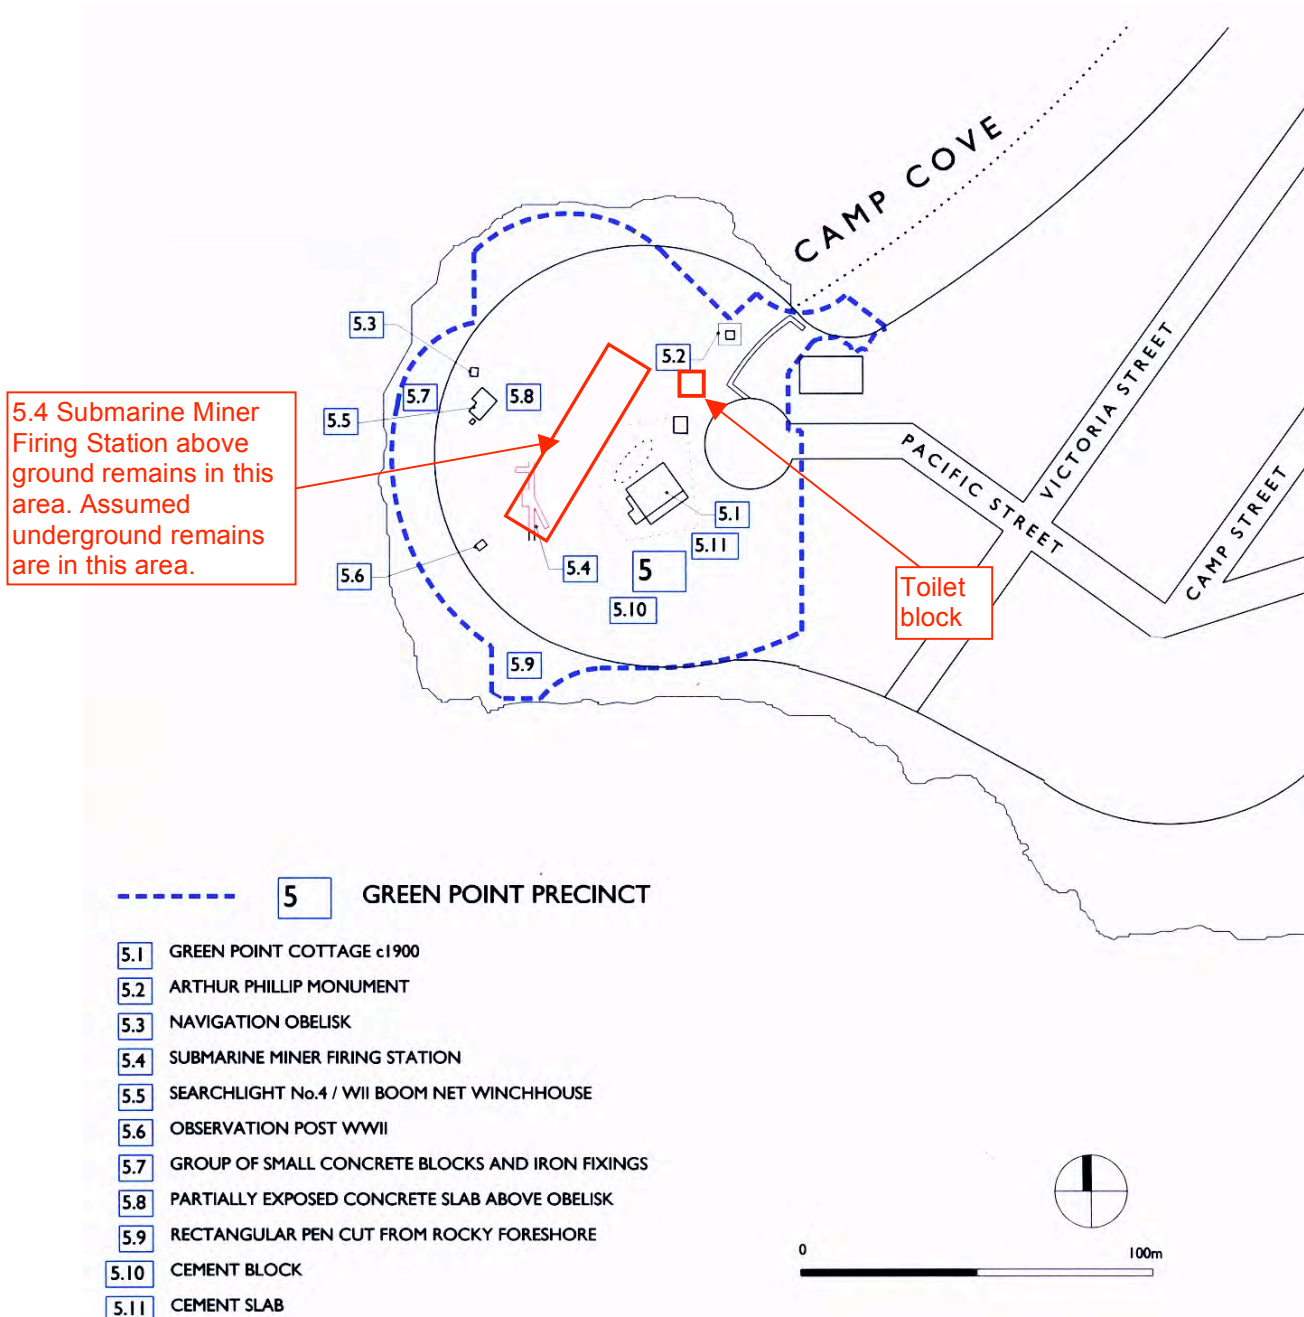 CAMP COVE
5.3
5.2
5.7
5.8
5.5
5.4 Submarine Miner
Firing Station above
ground remains in this
area. Assumed
underground remains
are in this area.
VICTORIA STREET
PACIFIC STREET
CAMP STREET
5.1
5.11
5.6
5.4
5
5.10
Toilet
block
5.9
5 GREEN POINT PRECINCT
5.1 GREEN POINT COTTAGE c1900
5.2 ARTHUR PHILLIP MONUMENT
5.3 NAVIGATION OBELISK
5.4 SUBMARINE MINER FIRING STATION
5.5 SEARCHLIGHT No.4 / WII BOOM NET WINCHHOUSE
5.6 OBSERVATION POST WWII
5.7 GROUP OF SMALL CONCRETE BLOCKS AND IRON FIXINGS
5.8 PARTIALLY EXPOSED CONCRETE SLAB ABOVE OBELISK
5.9 RECTANGULAR PEN CUT FROM ROCKY FORESHORE
5.10 CEMENT BLOCK
5.11 CEMENT SLAB
0 100m